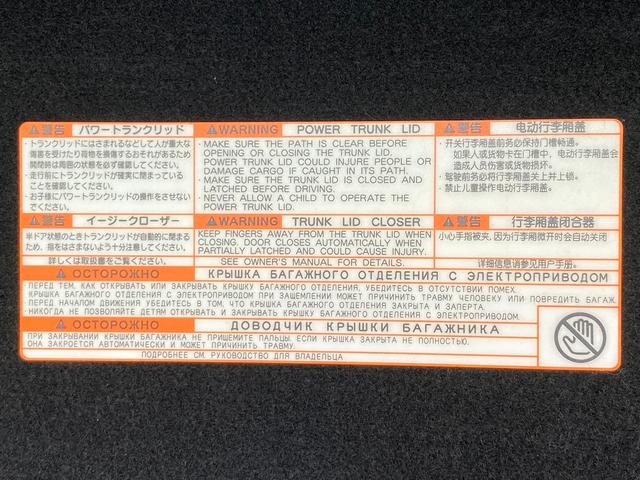 ⚠警告 パワートランクリッド
・トランクリッドにはさまれるなどして人が重大な
傷害を受けたり荷物を損傷するおそれがあるため
開閉時は周囲の状態を必ず確認してください。
・走行前にトランクリッドが確実に閉まっている
ことを確認してください。
・お子様にパワートランクリッドの操作をさせない
でください。
⚠警告 イージークローザー
半ドア状態のときトランクリッドが自動的に閉まる
ため、指をはさまないよう十分注意してください。
詳しくは取扱書をご覧ください。
⚠WARNING POWER TRUNK LID
・MAKE SURE THE PATH IS CLEAR BEFORE
OPENING OR CLOSING THE TRUNK LID.
POWER TRUNK LID COULD INJURE PEOPLE OR
DAMAGE CARGO IF CAUGHT IN ITS PATH.
・MAKE SURE THE TRUNK LID IS CLOSED AND
LATCHED BEFORE DRIVING.
・NEVER ALLOW A CHILD TO OPERATE THE
POWER TRUNK LID.
⚠WARNING TRUNK LID CLOSER
KEEP FINGERS AWAY FROM THE TRUNK LID WHEN
CLOSING. DOOR CLOSES AUTOMATICALLY WHEN
PARTIALLY LATCHED AND COULD CAUSE INJURY.
SEE OWNER'S MANUAL FOR DETAILS.
⚠警告 电动行李厢盖
・开关行李厢盖前务必保持门槽畅通。
如果人或货物卡在门槽中，电动行李厢盖会
造成人员伤害或货物损坏。
・驾驶前务必将行李厢盖关上并上锁。
・禁止儿童操作电动行李厢盖。
⚠警告 行李厢盖闭合器
小心手指被夹，因为行李厢微开时会自动关闭
详细信息请参见用户手册.
⚠ ОСТОРОЖНО КРЫШКА БАГАЖНОГО ОТДЕЛЕНИЯ С ЭЛЕКТРОПРИВОДОМ
・ПЕРЕД ТЕМ, КАК ОТКРЫВАТЬ ИЛИ ЗАКРЫВАТЬ КРЫШКУ БАГАЖНОГО ОТДЕЛЕНИЯ, УБЕДИТЕСЬ В ОТСУТСТВИИ ПОМЕХ.
КРЫШКА БАГАЖНОГО ОТДЕЛЕНИЯ С ЭЛЕКТРОПРИВОДОМ ПРИ ЗАЩЕМЛЕНИИ МОЖЕТ ПРИЧИНИТЬ ТРАВМУ ЧЕЛОВЕКУ ИЛИ ПОВРЕДИТЬ БАГАЖ.
・ПЕРЕД НАЧАЛОМ ДВИЖЕНИЯ УБЕДИТЕСЬ В ТОМ, ЧТО КРЫШКА БАГАЖНОГО ОТДЕЛЕНИЯ ЗАКРЫТА И ЗАПЕРТА.
・НИКОГДА НЕ ПОЗВОЛЯЙТЕ ДЕТЯМ ОТКРЫВАТЬ И ЗАКРЫВАТЬ КРЫШКУ БАГАЖНОГО ОТДЕЛЕНИЯ С ЭЛЕКТРОПРИВОДОМ.
⚠ ОСТОРОЖНО ДОВОДЧИК КРЫШКИ БАГАЖНИКА
ПРИ ЗАКРЫВАНИИ КРЫШКИ БАГАЖНИКА НЕ ПРИЩЕМИТЕ ПАЛЬЦЫ. ЕСЛИ КРЫШКА ЗАКРЫТА НЕ ПОЛНОСТЬЮ,
ОНА ЗАКРОЕТСЯ АВТОМАТИЧЕСКИ И МОЖЕТ ПРИЧИНИТЬ ТРАВМУ.
ПОДРОБНЕЕ СМ. РУКОВОДСТВО ДЛЯ ВЛАДЕЛЬЦА